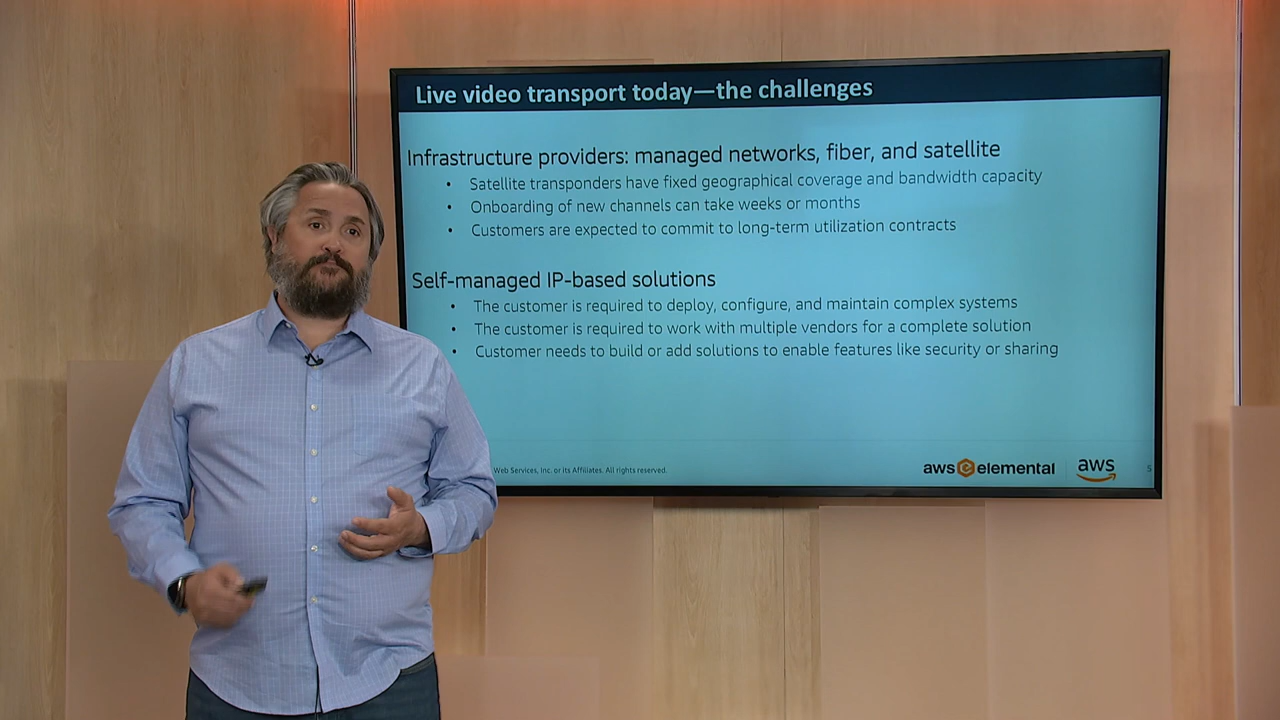 Live video transport today—the challenges
Infrastructure providers: managed networks, fiber, and satellite
• Satellite transponders have fixed geographical coverage and bandwidth capacity
• Onboarding of new channels can take weeks or months
• Customers are expected to commit to long-term utilization contracts
Self-managed IP-based solutions
• The customer is required to deploy, configure, and maintain complex systems
• The customer is required to work with multiple vendors for a complete solution
• Customer needs to build or add solutions to enable features like security or sharing
Web Services, Inc. or its Affiliates. All rights reserved.
aws elemental
aws
5